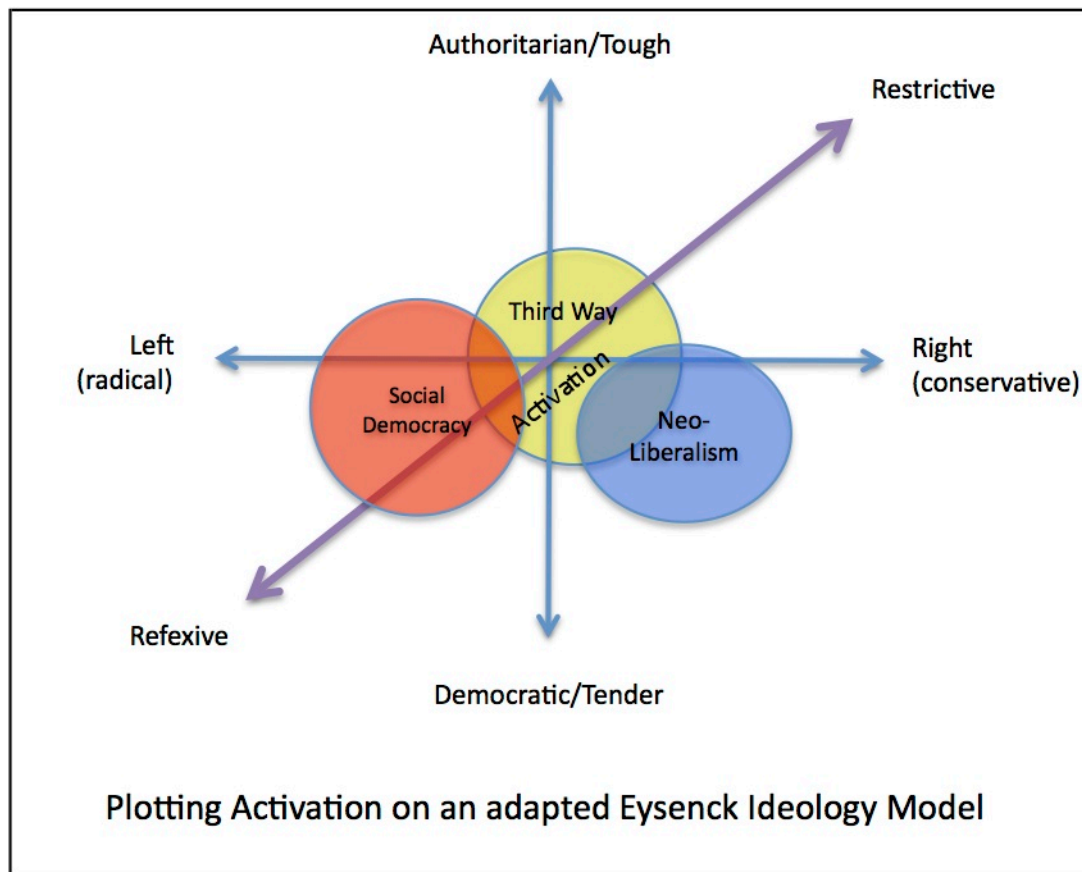 Authoritarian/Tough
Restrictive
Third Way
Left
(radical)
Right
(conservative)
Activation
Social
Democracy
Neo-
Liberalism
Refexive
Democratic/Tender
Plotting Activation on an adapted Eysenck Ideology Model